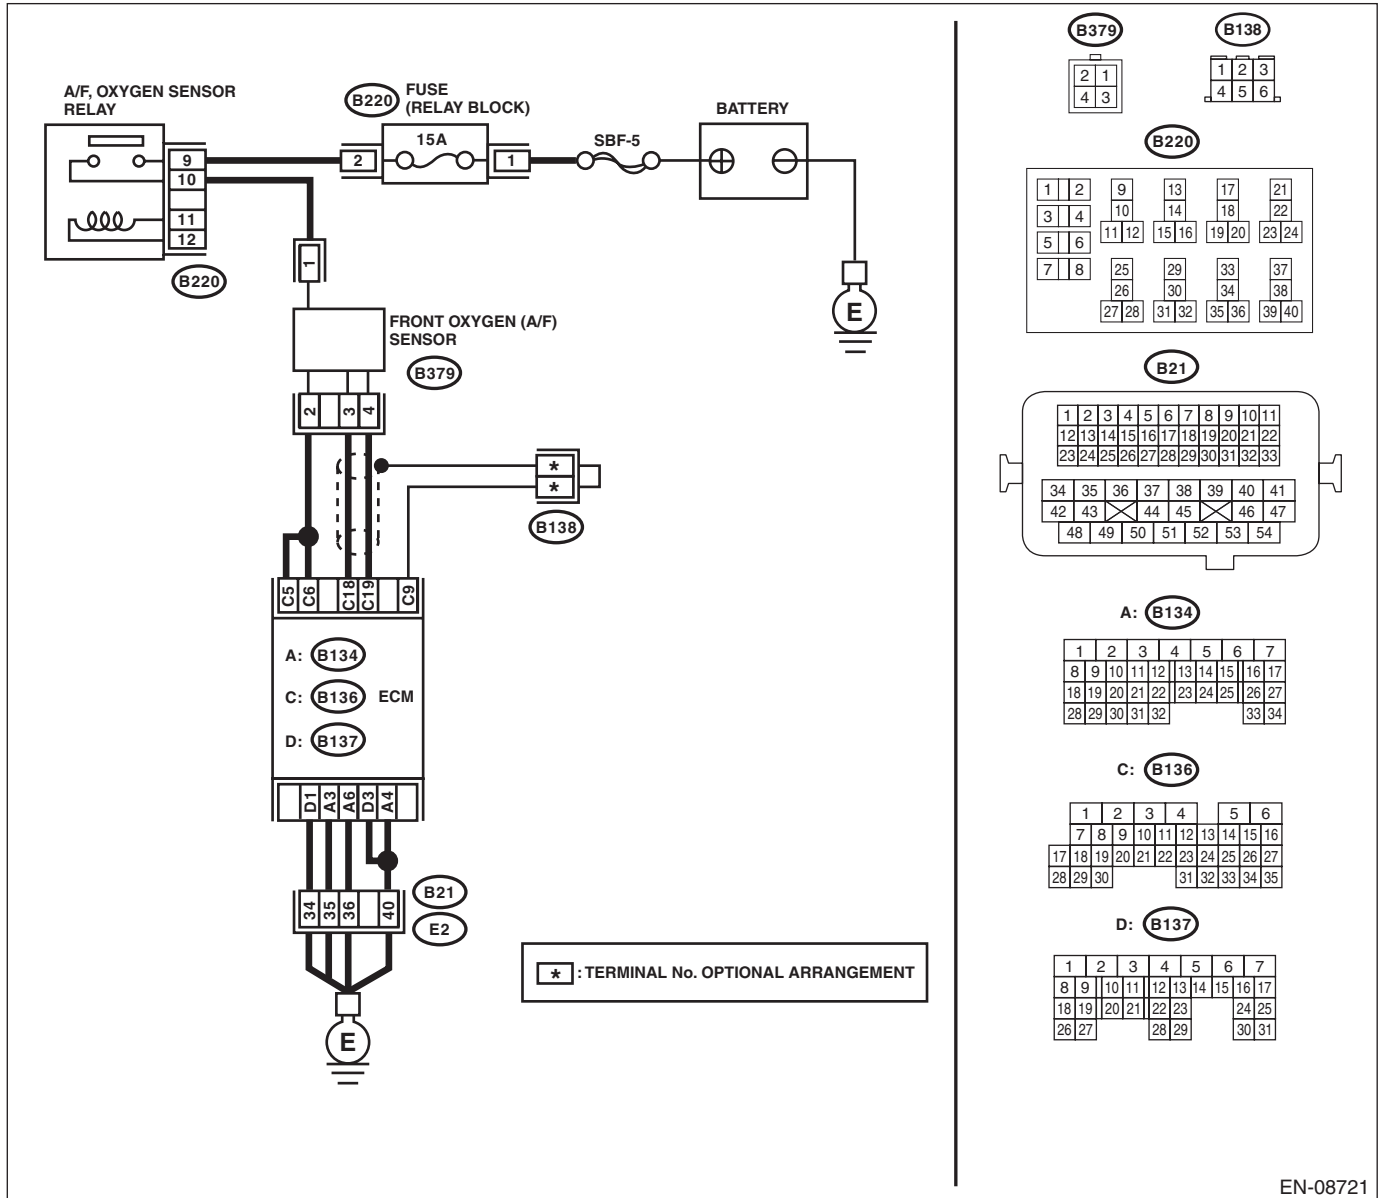 A/F, OXYGEN SENSOR
RELAY
9
10
11
12
B220
B220
FUSE
(RELAY BLOCK)
2
15A
1
SBF-5
BATTERY
E
1
FRONT OXYGEN (A/F)
SENSOR
B379
2 3 4
*
*
B138
C5 C6 C18 C19 C9
A: B134
C: B136 ECM
D: B137
D1 A3 A6 D3 A4
34 35 36 40
B21
E2
E
* : TERMINAL No. OPTIONAL ARRANGEMENT
B379
2 1
4 3
B138
1 2 3
4 5 6
B220
1 2 9 13 17 21
3 4 10 14 18 22
5 6 11 12 15 16 19 20 23 24
7 8 25 29 33 37
26 30 34 38
27 28 31 32 35 36 39 40
B21
1 2 3 4 5 6 7 8 9 10 11
12 13 14 15 16 17 18 19 20 21 22
23 24 25 26 27 28 29 30 31 32 33
34 35 36 37 38 39 40 41
42 43 44 45 46 47
48 49 50 51 52 53 54
A: B134
1 2 3 4 5 6 7
8 9 10 11 12 13 14 15 16 17
18 19 20 21 22 23 24 25 26 27
28 29 30 31 32 33 34
C: B136
1 2 3 4 5 6
7 8 9 10 11 12 13 14 15 16
17 18 19 20 21 22 23 24 25 26 27
28 29 30 31 32 33 34 35
D: B137
1 2 3 4 5 6 7
8 9 10 11 12 13 14 15 16 17
18 19 20 21 22 23 24 25
26 27 28 29 30 31
EN-08721